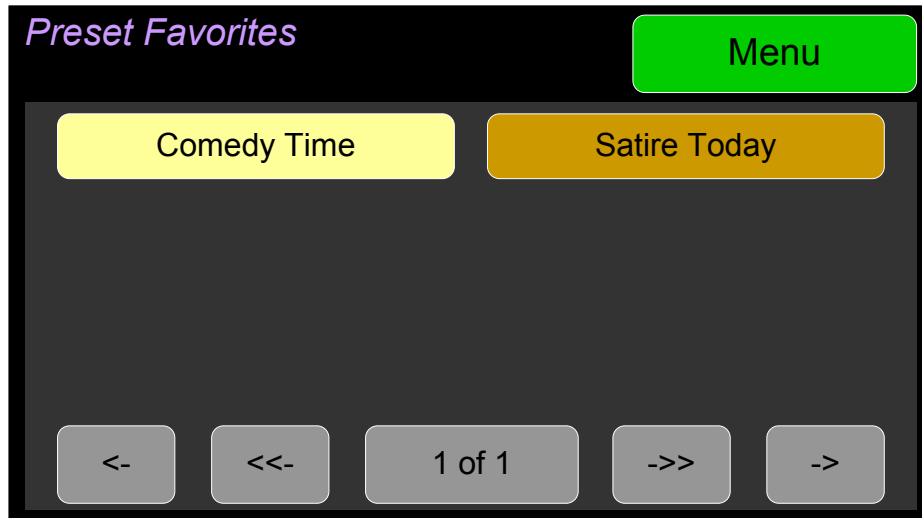 Preset Favorites
Menu
Comedy Time
Satire Today
<-
<<-
1 of 1
->>
->